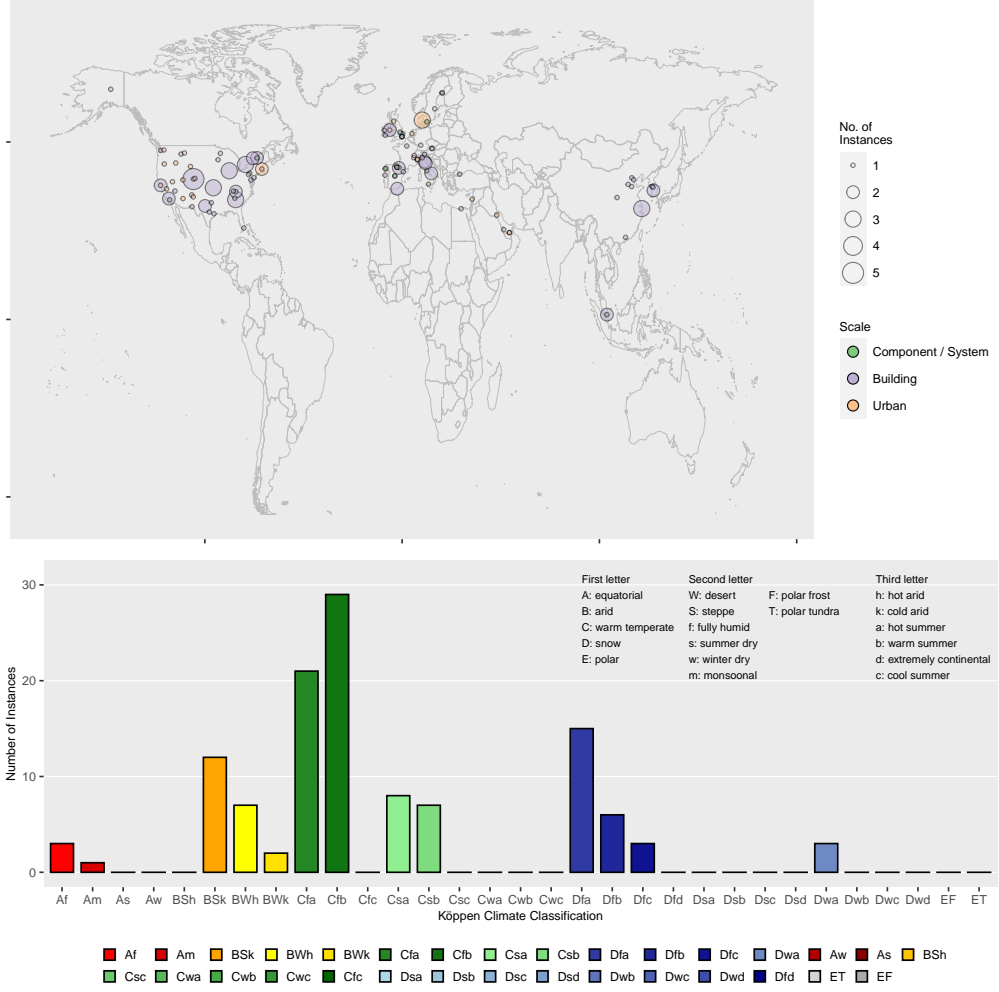 No. of
Instances
1
2
3
4
5
Scale
Component / System
Building
Urban
Number of Instances
30
20
10
0
First letter
A: equatorial
B: arid
C: warm temperate
D: snow
E: polar
Second letter
W: desert
S: steppe
f: fully humid
s: summer dry
w: winter dry
m: monsoonal
F: polar frost
T: polar tundra
Third letter
h: hot arid
k: cold arid
a: hot summer
b: warm summer
d: extremely continental
c: cool summer
Af Am As Aw BSh BSk BWh BWk Cfa Cfb Cfc Csa Csb Csc Cwa Cwb Cwc Dfa Dfb Dfc Dfd Dsa Dsb Dsc Dsd Dwa Dwb Dwc Dwd EF ET
Köppen Climate Classification
Af Am BSk BWh BWk Cfa Cfb Csa Csb Dfa Dfb Dfc Dwa Aw As BSh
Csc Cwa Cwb Cwc Cfc Dsa Dsb Dsc Dsd Dwb Dwc Dwd Dfd ET EF